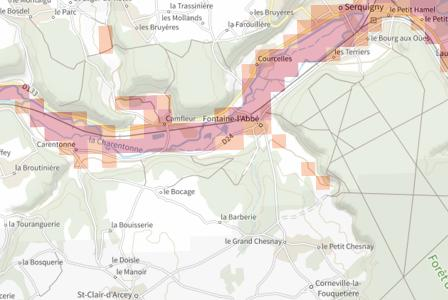 la Trassinière
Serquigny
le Petit Hamel
le Bosdel
le Parc
les Mollands
les Bruyères
les Bruyères
la Farouillère
le Bourg aux
les Terriers
Courcelles
D133
Camfleur
Fontaine-l'Abbé
D24
Carentonne
la Charentonne
la Broutinière
le Bocage
la Touranguerie
la Bouisserie
la Barberie
le Grand Chesnay
le Petit Chesnay
la Bosquerie
le Doisle
le Manoir
St-Clair-d'Arcey
Corneville-la-
Fouquetière
Forêt